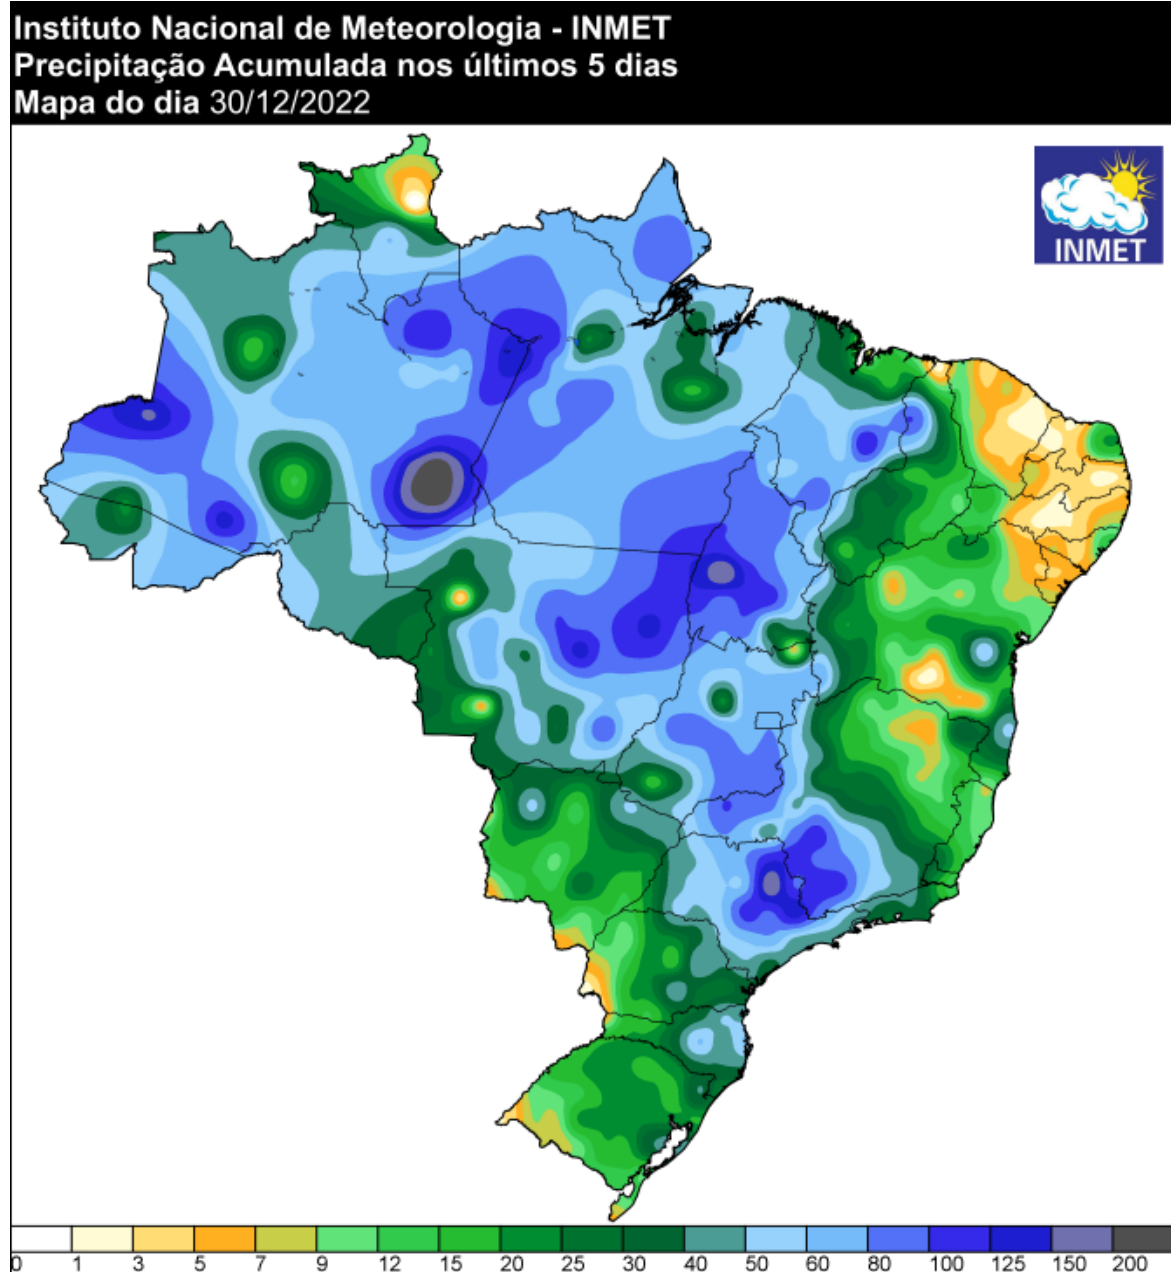 Instituto Nacional de Meteorologia - INMET
Precipitação Acumulada nos últimos 5 dias
Mapa do dia 30/12/2022
INMET
0 1 3 5 7 9 12 15 20 25 30 40 50 60 80 100 125 150 200